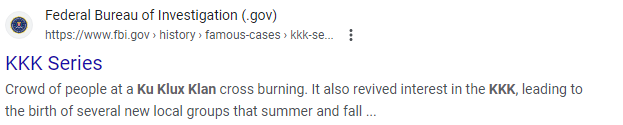 Federal Bureau of Investigation (.gov)
https://www.fbi.gov › history › famous-cases › kkk-se...
KKK Series
Crowd of people at a Ku Klux Klan cross burning. It also revived interest in the KKK, leading to
the birth of several new local groups that summer and fall ...